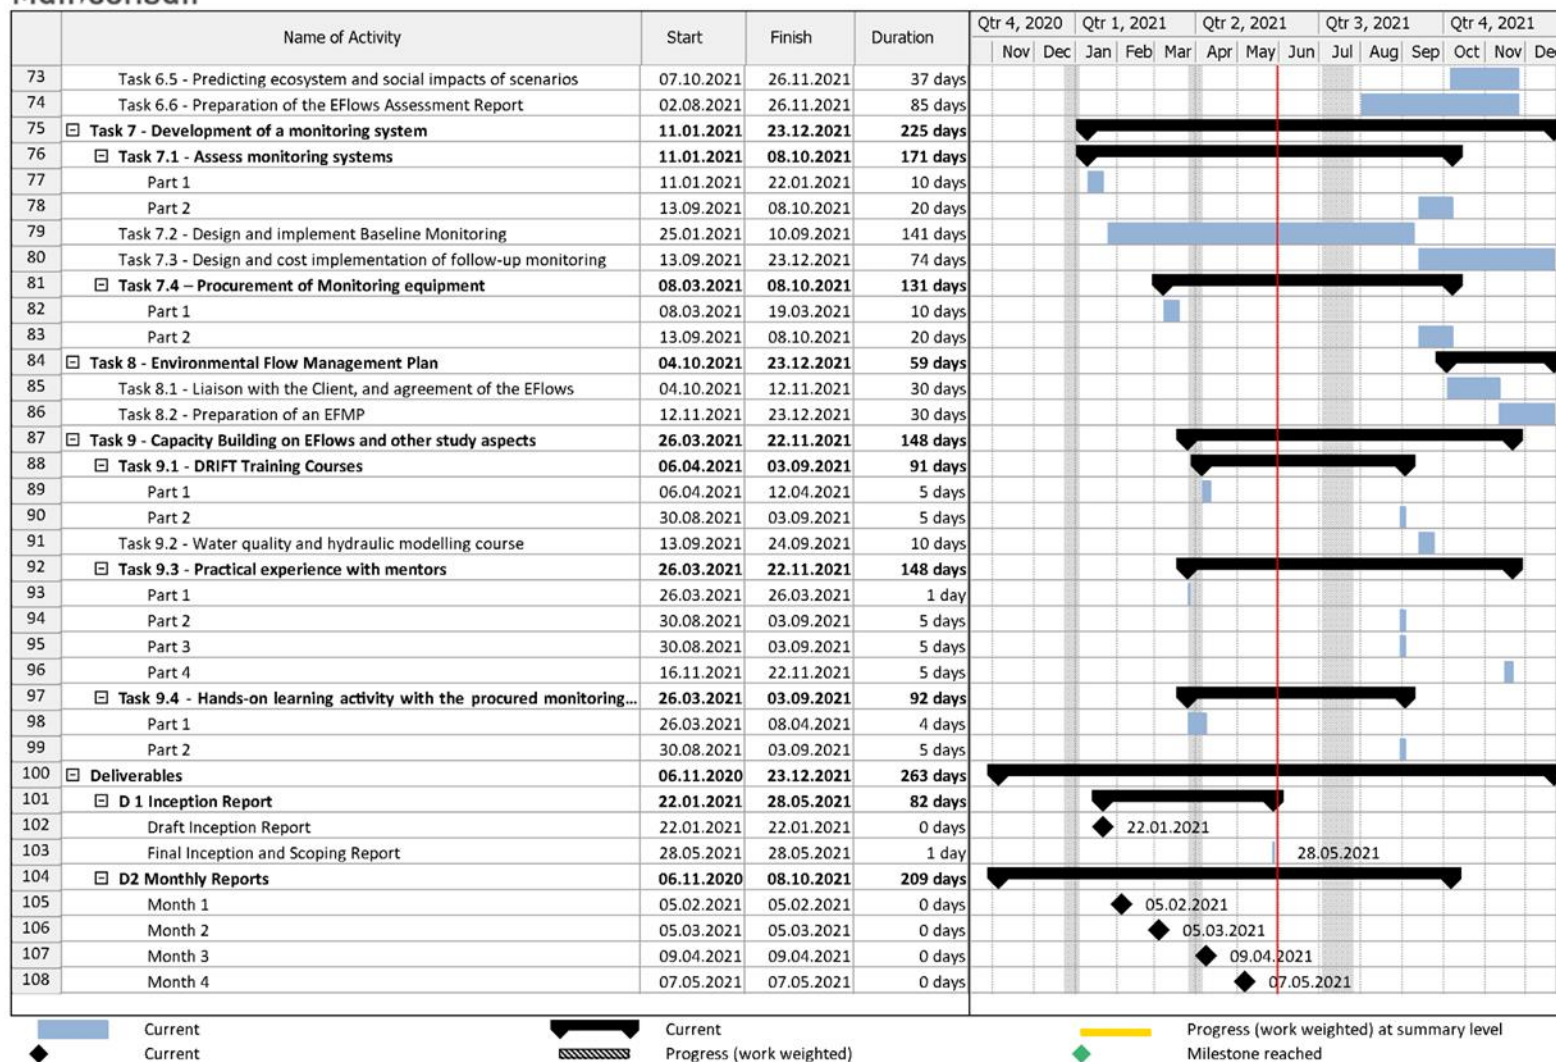 Name of Activity Start Finish Duration Qtr 4, 2020 Qtr 1, 2021 Qtr 2, 2021 Qtr 3, 2021 Qtr 4, 2021
Nov Dec Jan Feb Mar Apr May Jun Jul Aug Sep Oct Nov Dec
73 Task 6.5 - Predicting ecosystem and social impacts of scenarios 07.10.2021 26.11.2021 37 days
74 Task 6.6 - Preparation of the EFlows Assessment Report 02.08.2021 26.11.2021 85 days
75 Task 7 - Development of a monitoring system 11.01.2021 23.12.2021 225 days
76 Task 7.1 - Assess monitoring systems 11.01.2021 08.10.2021 171 days
77 Part 1 11.01.2021 22.01.2021 10 days
78 Part 2 13.09.2021 08.10.2021 20 days
79 Task 7.2 - Design and implement Baseline Monitoring 25.01.2021 10.09.2021 141 days
80 Task 7.3 - Design and cost implementation of follow-up monitoring 13.09.2021 23.12.2021 74 days
81 Task 7.4 – Procurement of Monitoring equipment 08.03.2021 08.10.2021 131 days
82 Part 1 08.03.2021 19.03.2021 10 days
83 Part 2 13.09.2021 08.10.2021 20 days
84 Task 8 - Environmental Flow Management Plan 04.10.2021 23.12.2021 59 days
85 Task 8.1 - Liaison with the Client, and agreement of the EFlows 04.10.2021 12.11.2021 30 days
86 Task 8.2 - Preparation of an EFMP 12.11.2021 23.12.2021 30 days
87 Task 9 - Capacity Building on EFlows and other study aspects 26.03.2021 22.11.2021 148 days
88 Task 9.1 - DRIFT Training Courses 06.04.2021 03.09.2021 91 days
89 Part 1 06.04.2021 12.04.2021 5 days
90 Part 2 30.08.2021 03.09.2021 5 days
91 Task 9.2 - Water quality and hydraulic modelling course 13.09.2021 24.09.2021 10 days
92 Task 9.3 - Practical experience with mentors 26.03.2021 22.11.2021 148 days
93 Part 1 26.03.2021 26.03.2021 1 day
94 Part 2 30.08.2021 03.09.2021 5 days
95 Part 3 30.08.2021 03.09.2021 5 days
96 Part 4 16.11.2021 22.11.2021 5 days
97 Task 9.4 - Hands-on learning activity with the procured monitoring... 26.03.2021 03.09.2021 92 days
98 Part 1 26.03.2021 08.04.2021 4 days
99 Part 2 30.08.2021 03.09.2021 5 days
100 Deliverables 06.11.2020 23.12.2021 263 days
101 D 1 Inception Report 22.01.2021 28.05.2021 82 days
102 Draft Inception Report 22.01.2021 22.01.2021 0 days 22.01.2021
103 Final Inception and Scoping Report 28.05.2021 28.05.2021 1 day 28.05.2021
104 D2 Monthly Reports 06.11.2020 08.10.2021 209 days
105 Month 1 05.02.2021 05.02.2021 0 days 05.02.2021
106 Month 2 05.03.2021 05.03.2021 0 days 05.03.2021
107 Month 3 09.04.2021 09.04.2021 0 days 09.04.2021
108 Month 4 07.05.2021 07.05.2021 0 days 07.05.2021
Current Current Progress (work weighted) at summary level
Current Progress (work weighted) Milestone reached